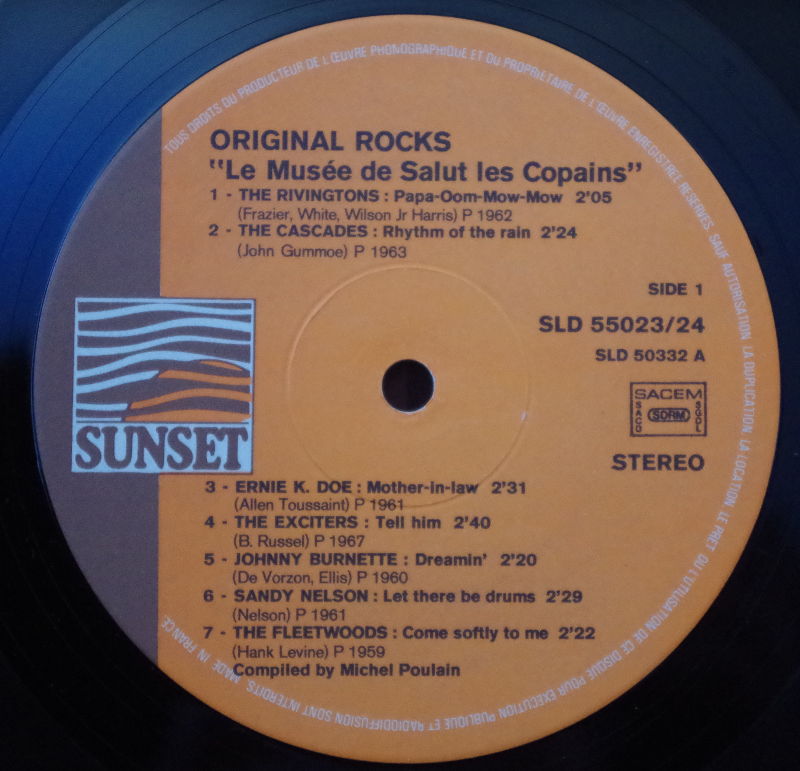 TOUS DROITS DU PRODUCTEUR DE L'ŒUVRE PHONOGRAPHIQUE ET DU PROPRIETAIRE DE L'ŒUVRE ENREGISTREE RESERVES. SAUF AUTORISATION LA DUPLICATION, LA LOCATION, LE PRET, OU L'UTILISATION DE CE DISQUE POUR EXECUTION PUBLIQUE ET RADIODIFFUSION SONT INTERDITS. MADE IN FRANCE
ORIGINAL ROCKS
"Le Musée de Salut les Copains"
1 - THE RIVINGTONS : Papa-Oom-Mow-Mow 2'05
(Frazier, White, Wilson Jr Harris) P 1962
2 - THE CASCADES : Rhythm of the rain 2'24
(John Gummoe) P 1963
SIDE 1
SLD 55023/24
SLD 50332 A
SACEM
SACD
SDRM
SGDL
STEREO
SUNSET
3 - ERNIE K. DOE : Mother-in-law 2'31
(Allen Toussaint) P 1961
4 - THE EXCITERS : Tell him 2'40
(B. Russel) P 1967
5 - JOHNNY BURNETTE : Dreamin' 2'20
(De Vorzon, Ellis) P 1960
6 - SANDY NELSON : Let there be drums 2'29
(Nelson) P 1961
7 - THE FLEETWOODS : Come softly to me 2'22
(Hank Levine) P 1959
Compiled by Michel Poulain